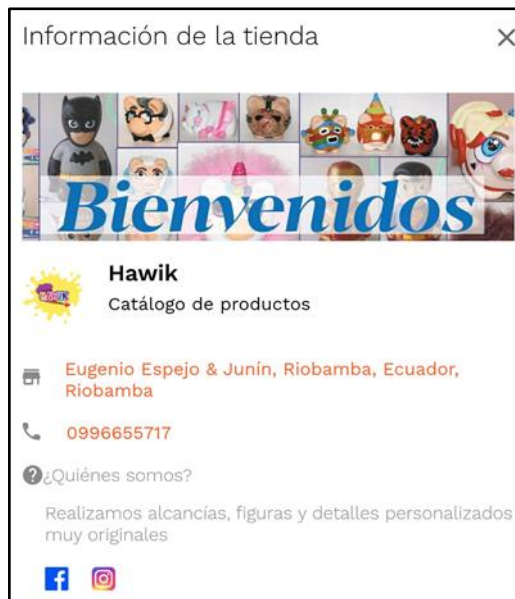 Información de la tienda
Bienvenidos
Hawik
Catálogo de productos
Eugenio Espejo & Junín, Riobamba, Ecuador,
Riobamba
0996655717
¿Quiénes somos?
Realizamos alcancías, figuras y detalles personalizados
muy originales